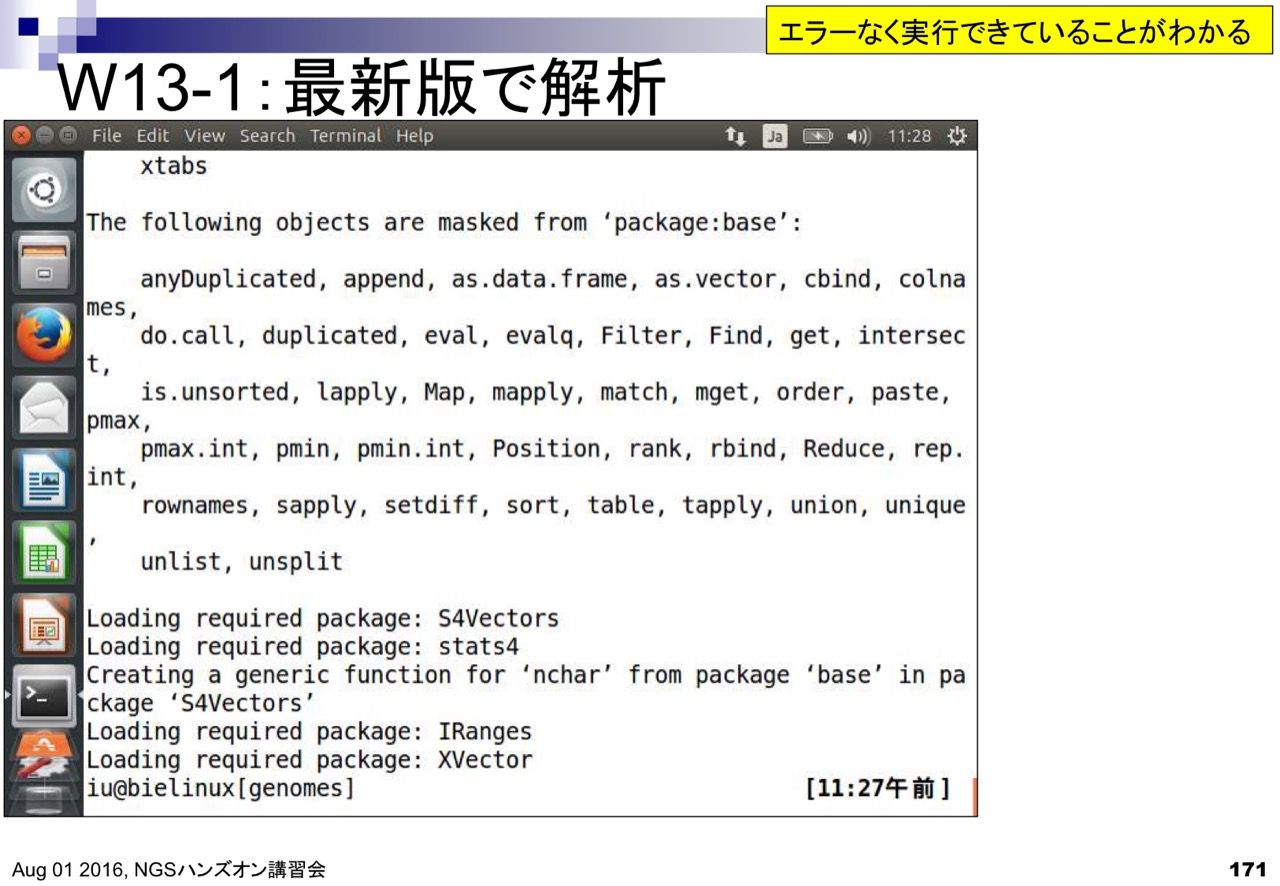 エラーなく実行できていることがわかる
W13-1:最新版で解析
File Edit View Search Terminal Help
Ja
11:28
xtabs
The following objects are masked from ‘package:base’:
anyDuplicated, append, as.data.frame, as.vector, cbind, colna
mes,
do.call, duplicated, eval, evalq, Filter, Find, get, intersec
t,
is.unsorted, lapply, Map, mapply, match, mget, order, paste,
pmax,
pmax.int, pmin, pmin.int, Position, rank, rbind, Reduce, rep.
int,
rownames, sapply, setdiff, sort, table, tapply, union, unique
,
unlist, unsplit
Loading required package: S4Vectors
Loading required package: stats4
Creating a generic function for ‘nchar’ from package ‘base’ in pa
ckage ‘S4Vectors’
Loading required package: IRanges
Loading required package: XVector
iu@bielinux[genomes] [11:27午前]
Aug 01 2016, NGSハンズオン講習会
171